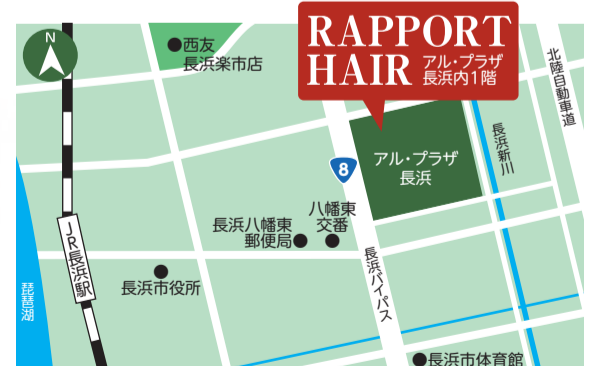 N
西友
長浜楽市店
RAPPORT
HAIR
アル・プラザ
長浜内1階
北陸自動車道
長浜新川
アル・プラザ
長浜
8
八幡東
交番
長浜八幡東
郵便局
長浜バイパス
JR長浜駅
長浜市役所
琵琶湖
長浜市体育館